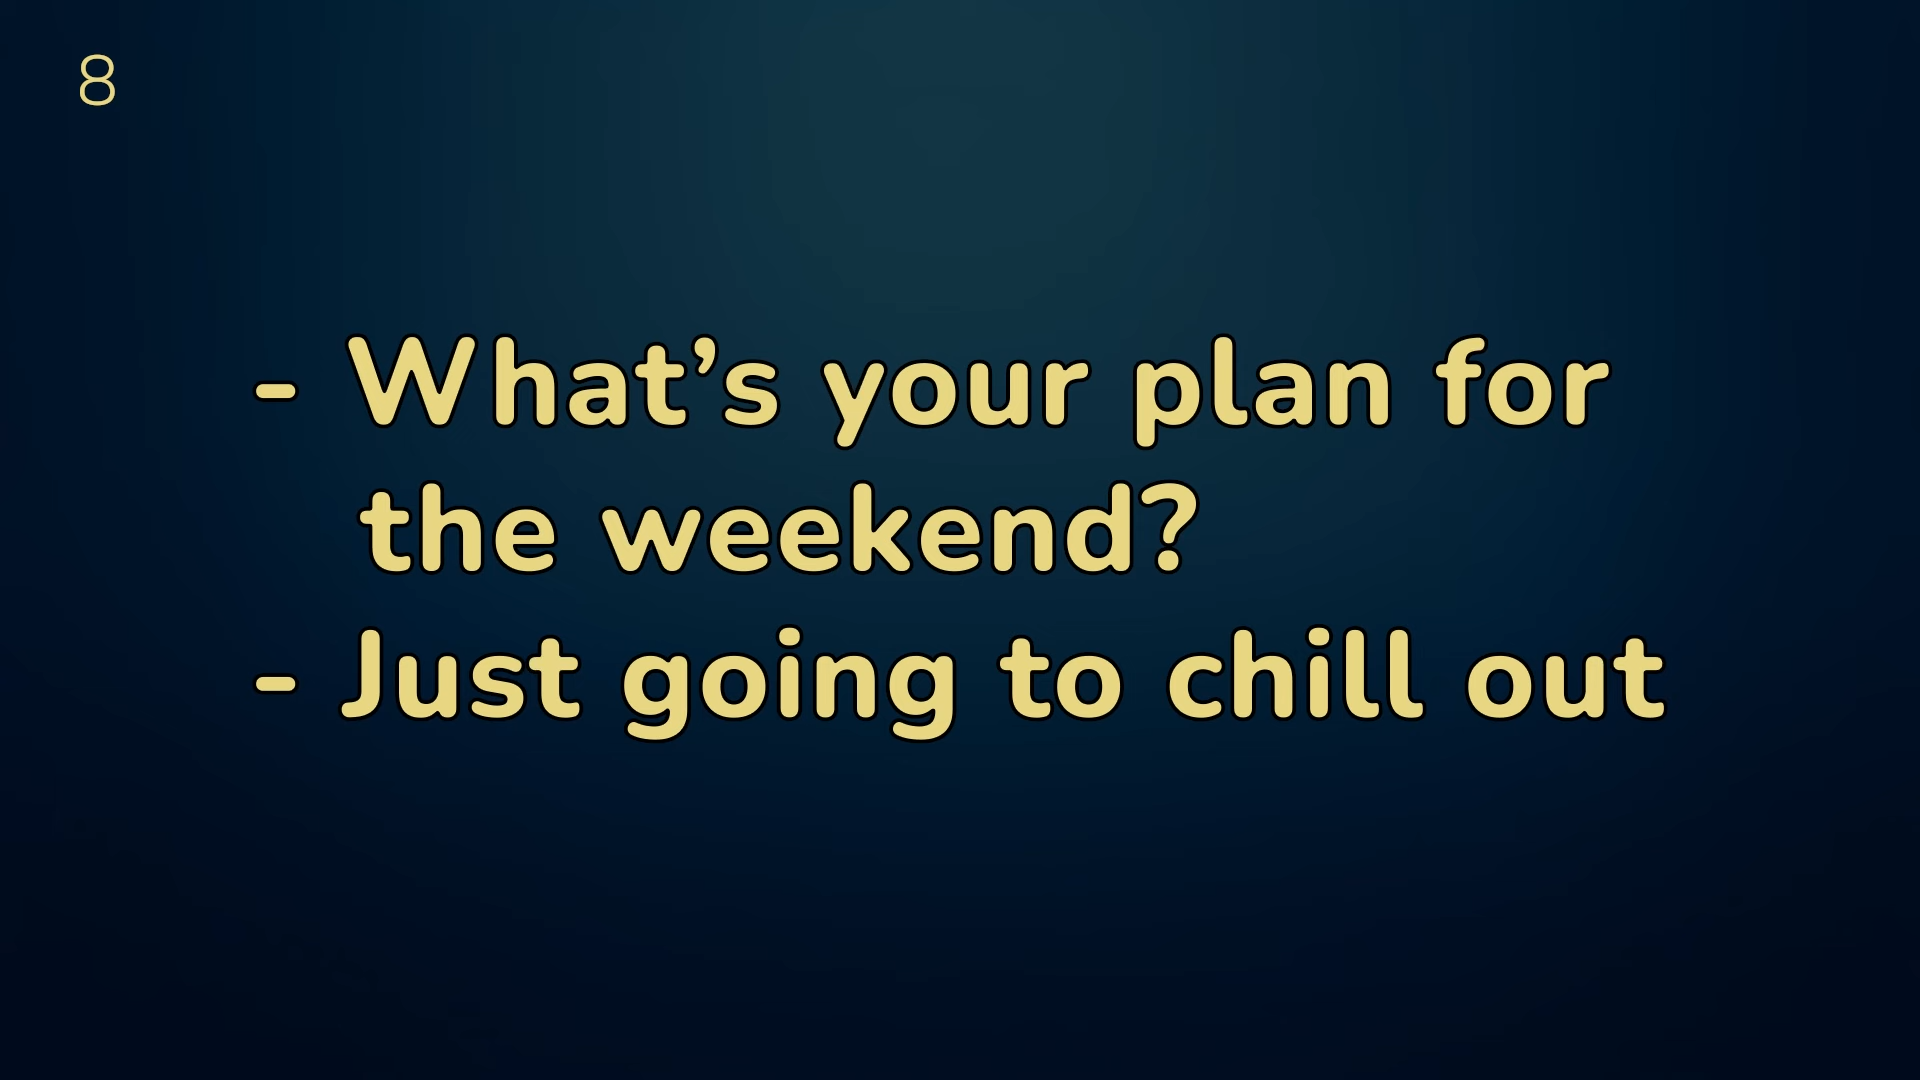 8
- What’s your plan for
the weekend?
- Just going to chill out